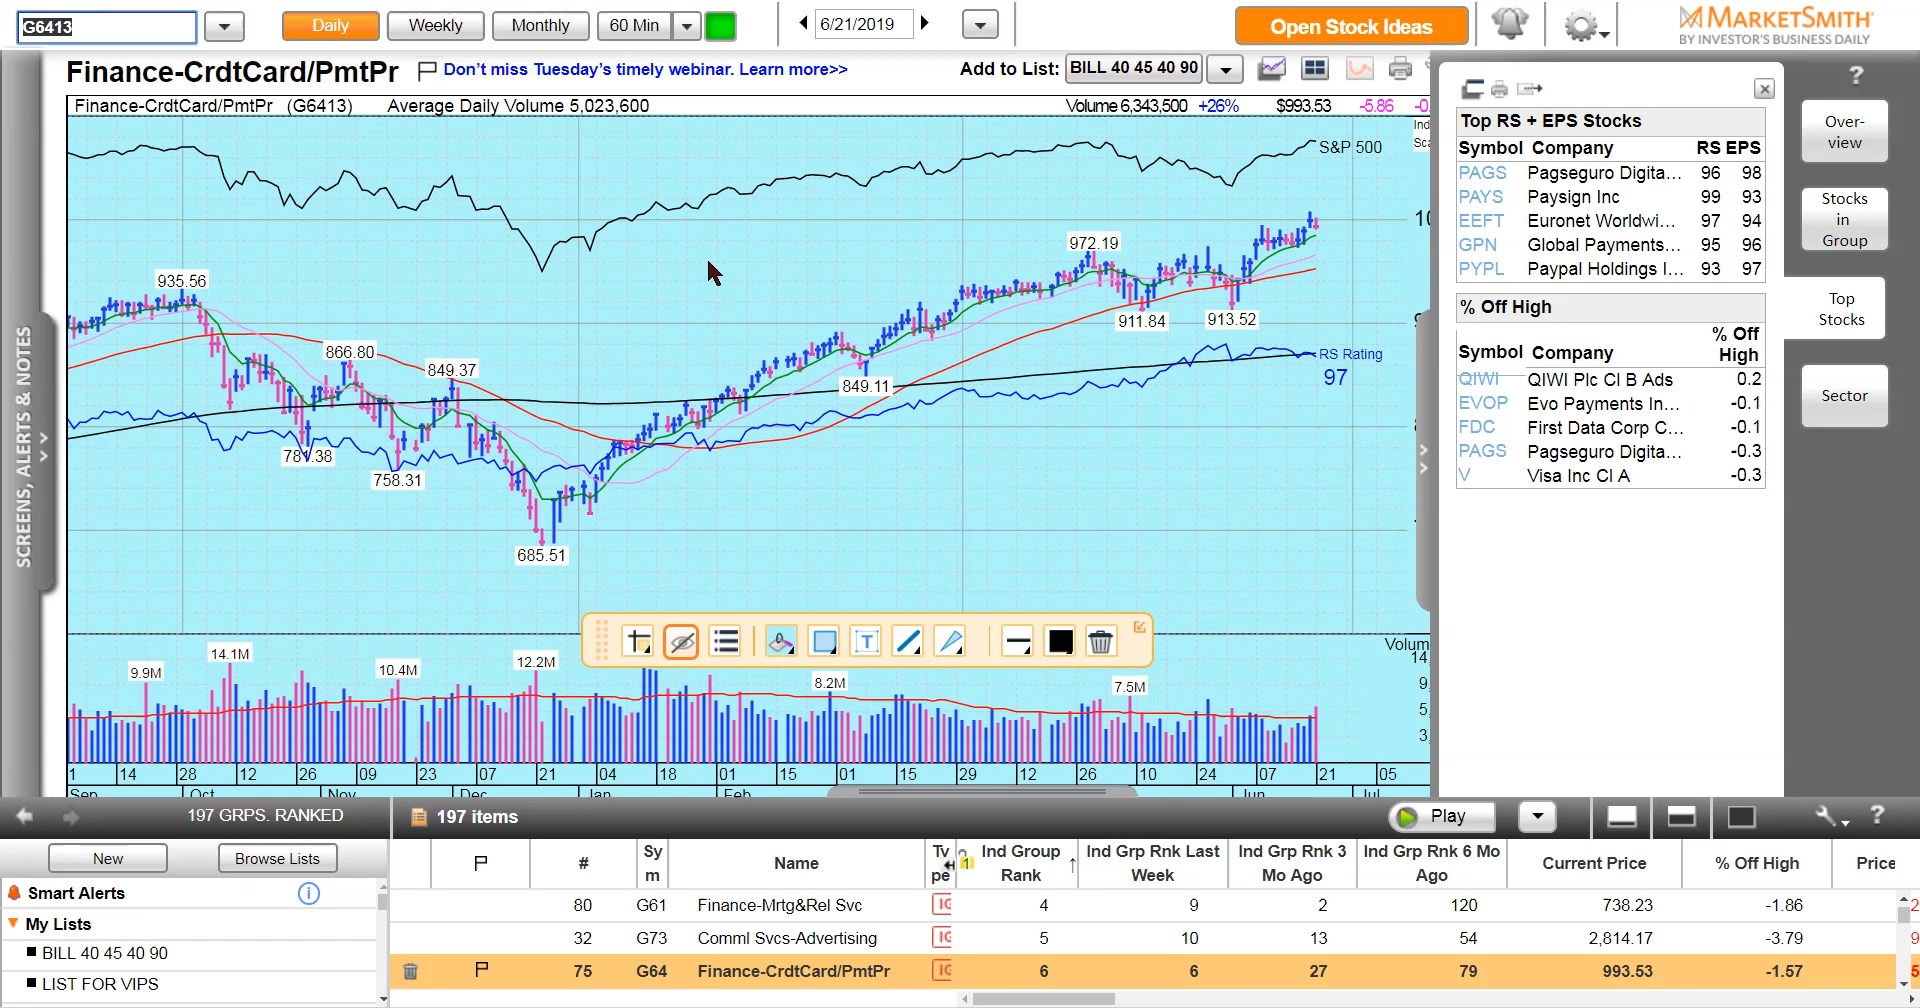 G6413
Daily
Weekly
Monthly
60 Min
6/21/2019
Open Stock Ideas
MARKETSMITH
BY INVESTOR'S BUSINESS DAILY
Finance-CrdtCard/PmtPr
Don't miss Tuesday's timely webinar. Learn more>>
Add to List: BILL 40 45 40 90
Finance-CrdtCard/PmtPr (G6413) Average Daily Volume 5,023,600
Volume 6,343,500 +26% $993.53 -5.86
S&P 500
935.56
866.80
849.37
781.38
758.31
685.51
849.11
972.19
911.84
913.52
RS Rating
97
SCREENS, ALERTS & NOTES
Volum
14.1M
9.9M
10.4M
12.2M
8.2M
7.5M
1 14 28 12 26 09 23 07 21 04 18 01 15 01 15 29 12 26 10 24 07 21 05
Sep Oct Nov Dec Jan Feb Jun Jul
Top RS + EPS Stocks
Symbol Company RS EPS
PAGS Pagseguro Digita... 96 98
PAYS Paysign Inc 99 93
EEFT Euronet Worldwi... 97 94
GPN Global Payments... 95 96
PYPL Paypal Holdings I... 93 97
% Off High
% Off
Symbol Company High
QIWI QIWI Plc Cl B Ads 0.2
EVOP Evo Payments In... -0.1
FDC First Data Corp C... -0.1
PAGS Pagseguro Digita... -0.3
V Visa Inc Cl A -0.3
?
Over-
view
Stocks
in
Group
Top
Stocks
Sector
197 GRPS. RANKED
197 items
Play
?
New
Browse Lists
Smart Alerts
My Lists
BILL 40 45 40 90
LIST FOR VIPS
# Sy Name Ty Ind Group Ind Grp Rnk Last Ind Grp Rnk 3 Ind Grp Rnk 6 Mo Current Price % Off High Price
m pe Rank Week Mo Ago Ago
80 G61 Finance-Mrtg&Rel Svc IG 4 9 2 120 738.23 -1.86
32 G73 Comml Svcs-Advertising IG 5 10 13 54 2,814.17 -3.79
75 G64 Finance-CrdtCard/PmtPr IG 6 6 27 79 993.53 -1.57